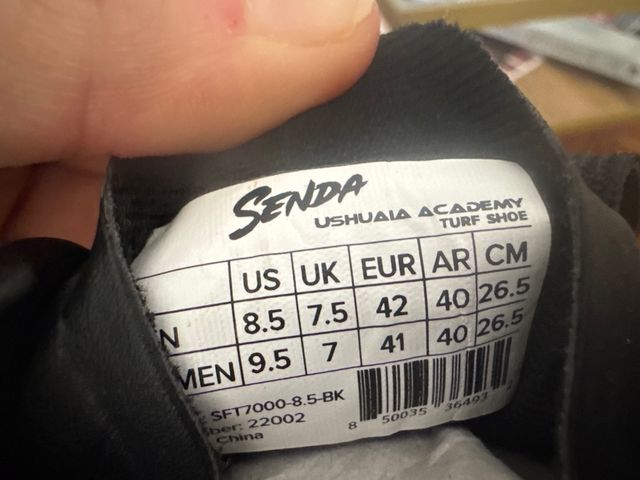 SENDA
USHUAIA ACADEMY
TURF SHOE
US UK EUR AR CM
N 8.5 7.5 42 40 26.5
MEN 9.5 7 41 40 26.5
: SFT7000-8.5-BK
ber: 22002
China
8 50035 36493